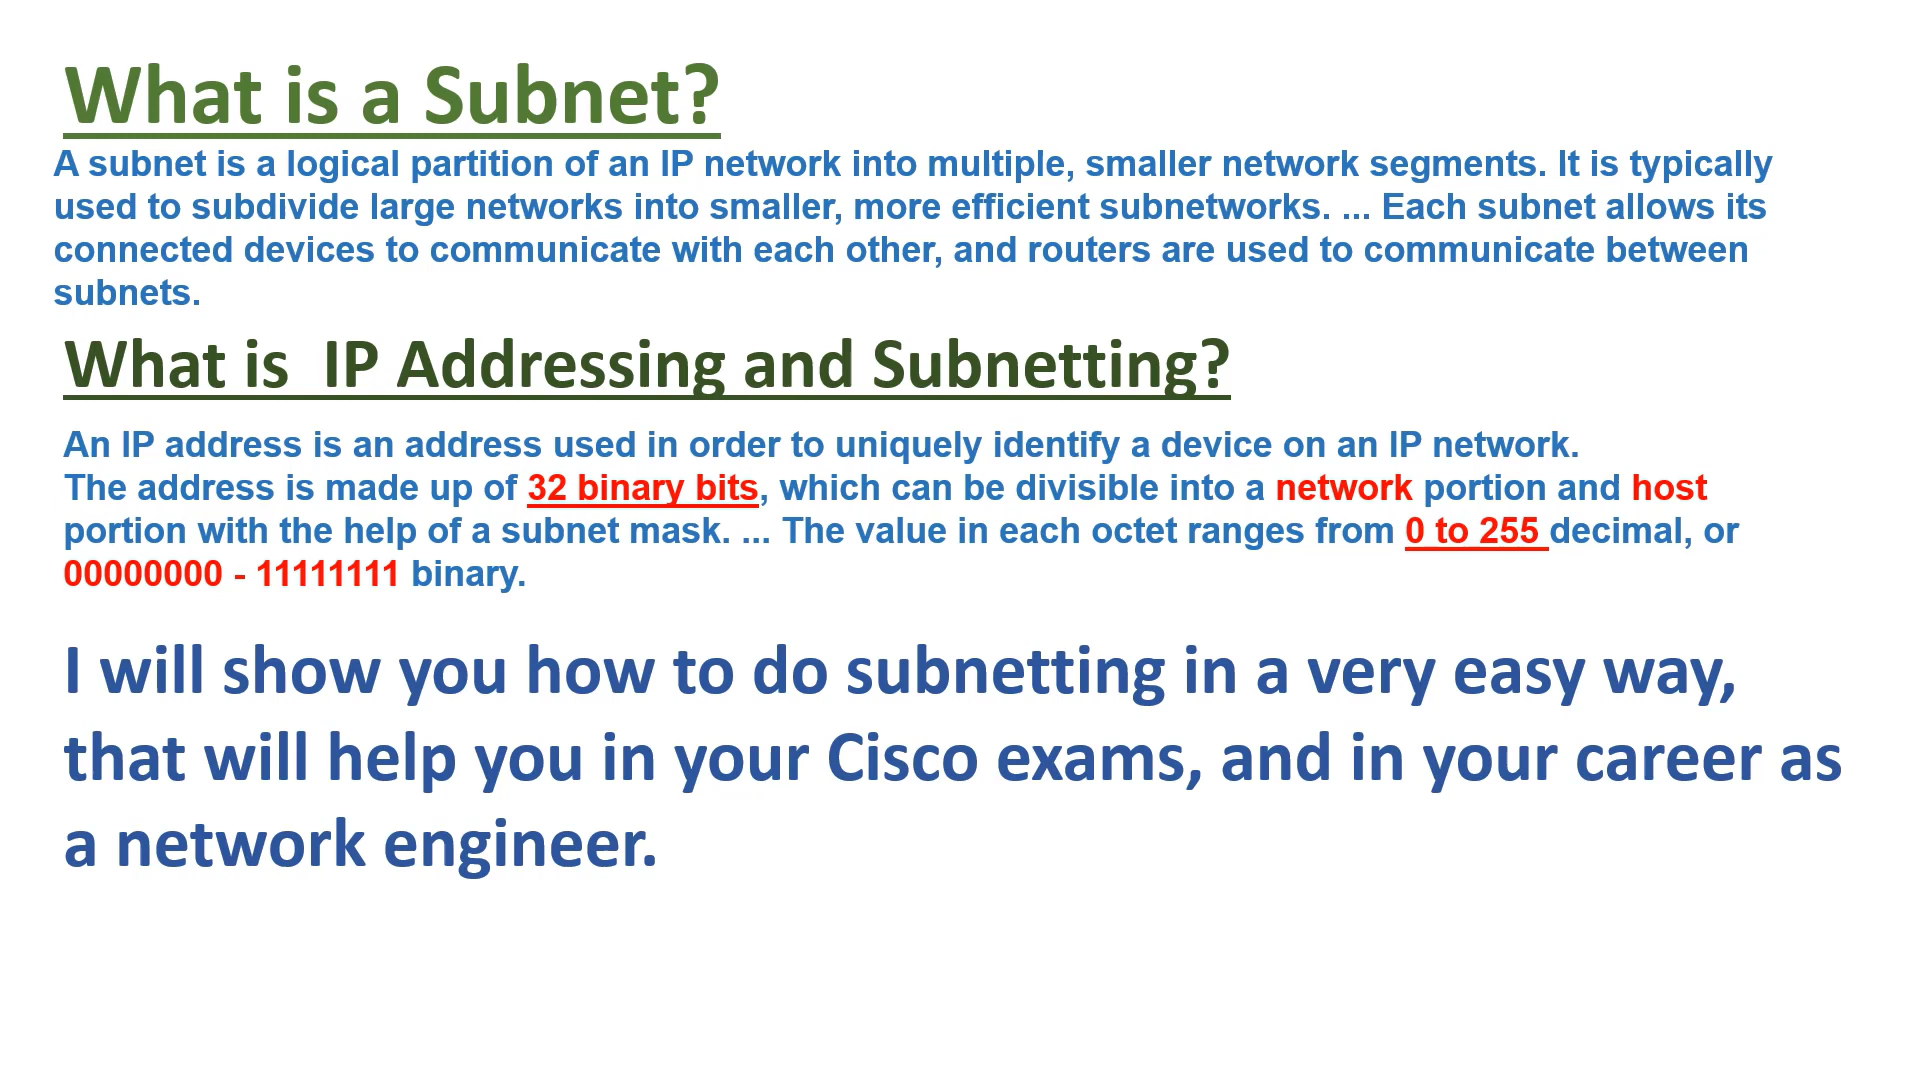 What is a Subnet?
A subnet is a logical partition of an IP network into multiple, smaller network segments. It is typically
used to subdivide large networks into smaller, more efficient subnetworks. ... Each subnet allows its
connected devices to communicate with each other, and routers are used to communicate between
subnets.
What is  IP Addressing and Subnetting?
An IP address is an address used in order to uniquely identify a device on an IP network.
The address is made up of 32 binary bits, which can be divisible into a network portion and host
portion with the help of a subnet mask. ... The value in each octet ranges from 0 to 255 decimal, or
00000000 - 11111111 binary.
I will show you how to do subnetting in a very easy way,
that will help you in your Cisco exams, and in your career as
a network engineer.